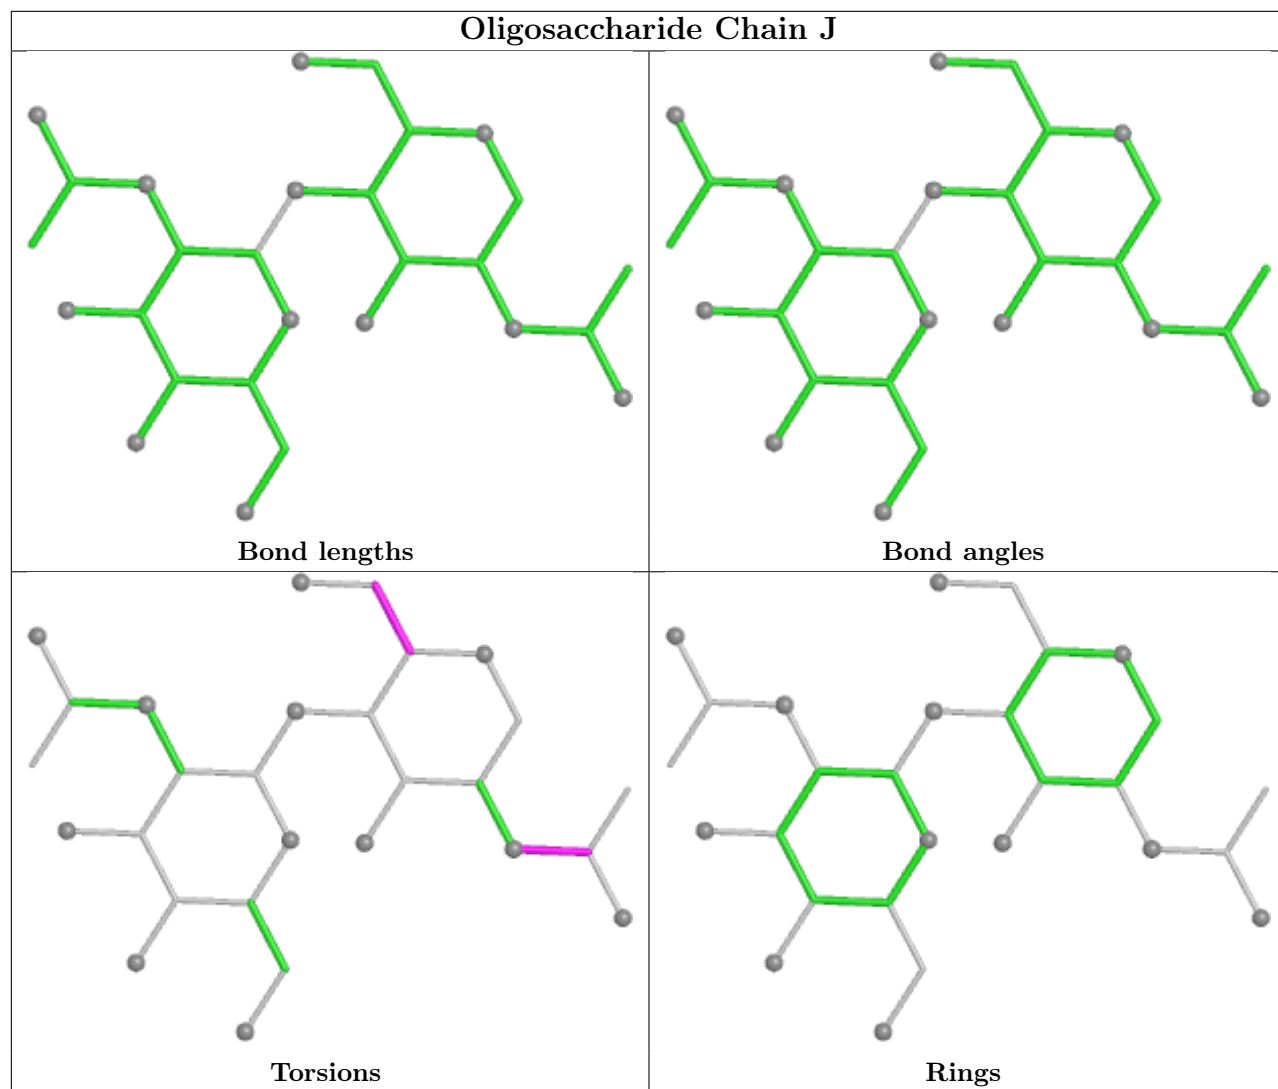 Oligosaccharide Chain J
Bond lengths
Bond angles
Torsions
Rings